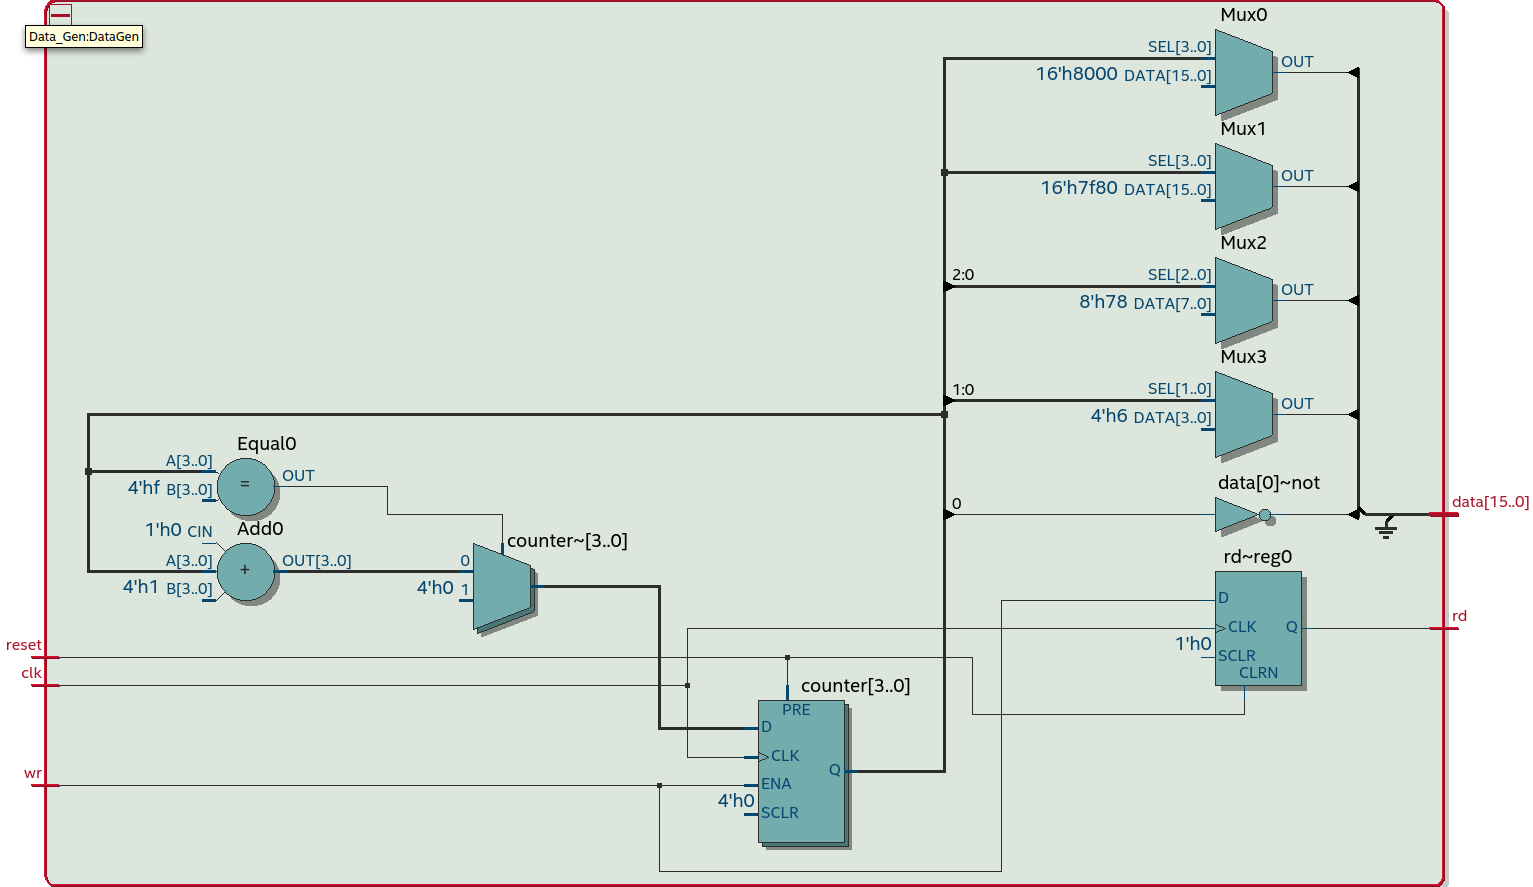 Data_Gen:DataGen
Mux0
SEL[3..0]
16'h8000 DATA[15..0]
OUT
Mux1
SEL[3..0]
16'h7f80 DATA[15..0]
OUT
Mux2
2:0
SEL[2..0]
8'h78 DATA[7..0]
OUT
Mux3
1:0
SEL[1..0]
4'h6 DATA[3..0]
OUT
data[0]~not
0
data[15..0]
Equal0
A[3..0]
4'hf B[3..0]
=
OUT
1'h0 CIN
Add0
A[3..0]
4'h1 B[3..0]
+
OUT[3..0]
counter~[3..0]
0
4'h0 1
rd~reg0
D
CLK
Q
1'h0
SCLR
CLRN
rd
reset
clk
wr
counter[3..0]
PRE
D
CLK
Q
ENA
4'h0
SCLR